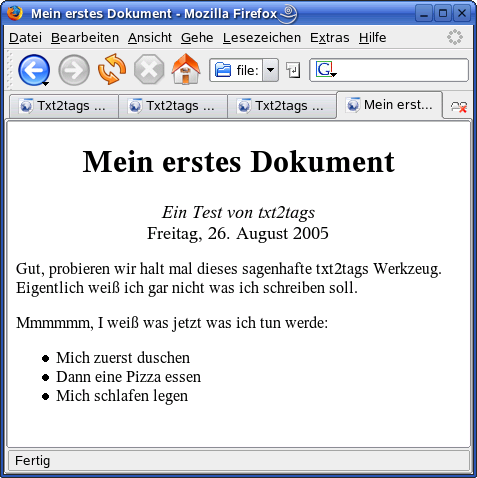 Mein erstes Dokument - Mozilla Firefox
Datei Bearbeiten Ansicht Gehe Lesezeichen Extras Hilfe
file: G
Txt2tags ... Txt2tags ... Txt2tags ... Mein erst...
Mein erstes Dokument
Ein Test von txt2tags
Freitag, 26. August 2005
Gut, probieren wir halt mal dieses sagenhafte txt2tags Werkzeug.
Eigentlich weiß ich gar nicht was ich schreiben soll.
Mmmmmm, I weiß was jetzt was ich tun werde:
Mich zuerst duschen
Dann eine Pizza essen
Mich schlafen legen
Fertig